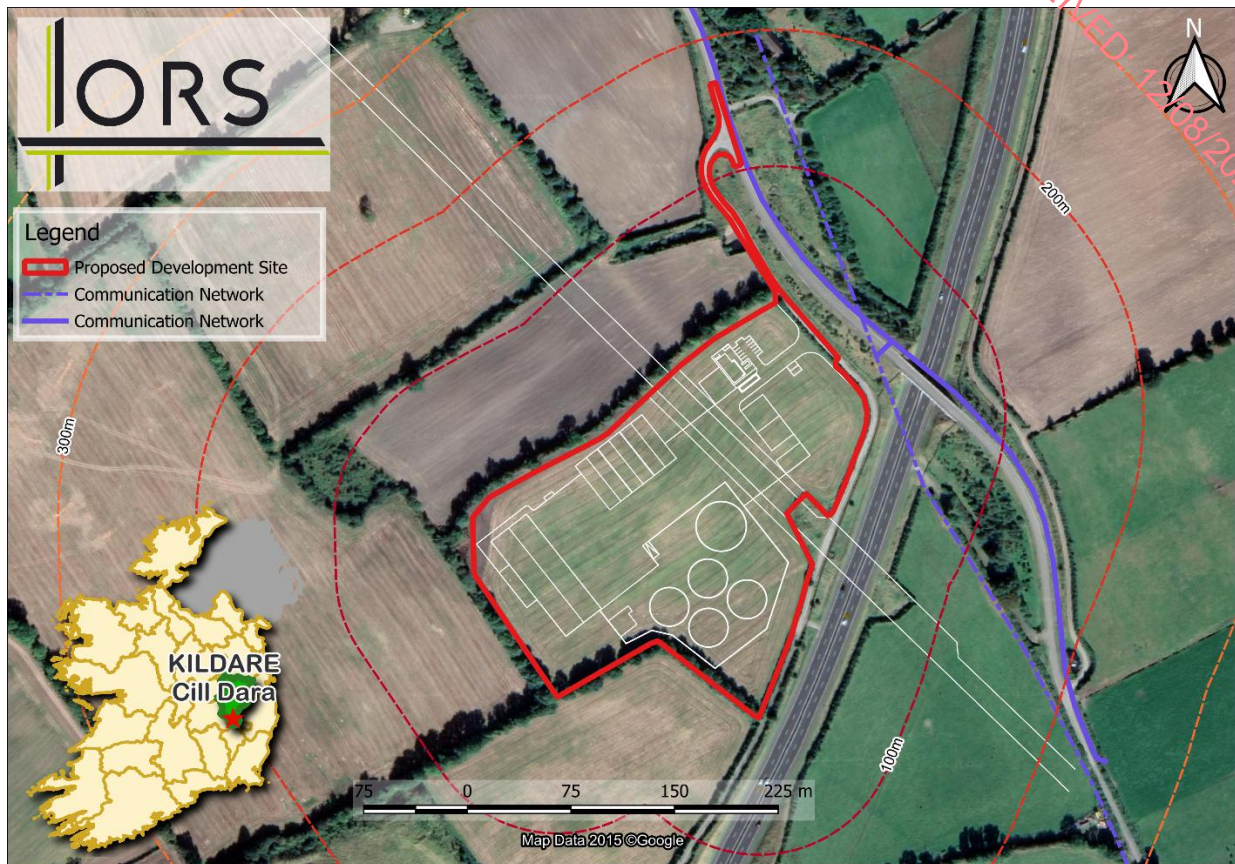 ORS
Legend
Proposed Development Site
Communication Network
Communication Network
N
200m
300m
100m
KILDARE
Cill Dara
75 0 75 150 225 m
Map Data 2015 ©Google